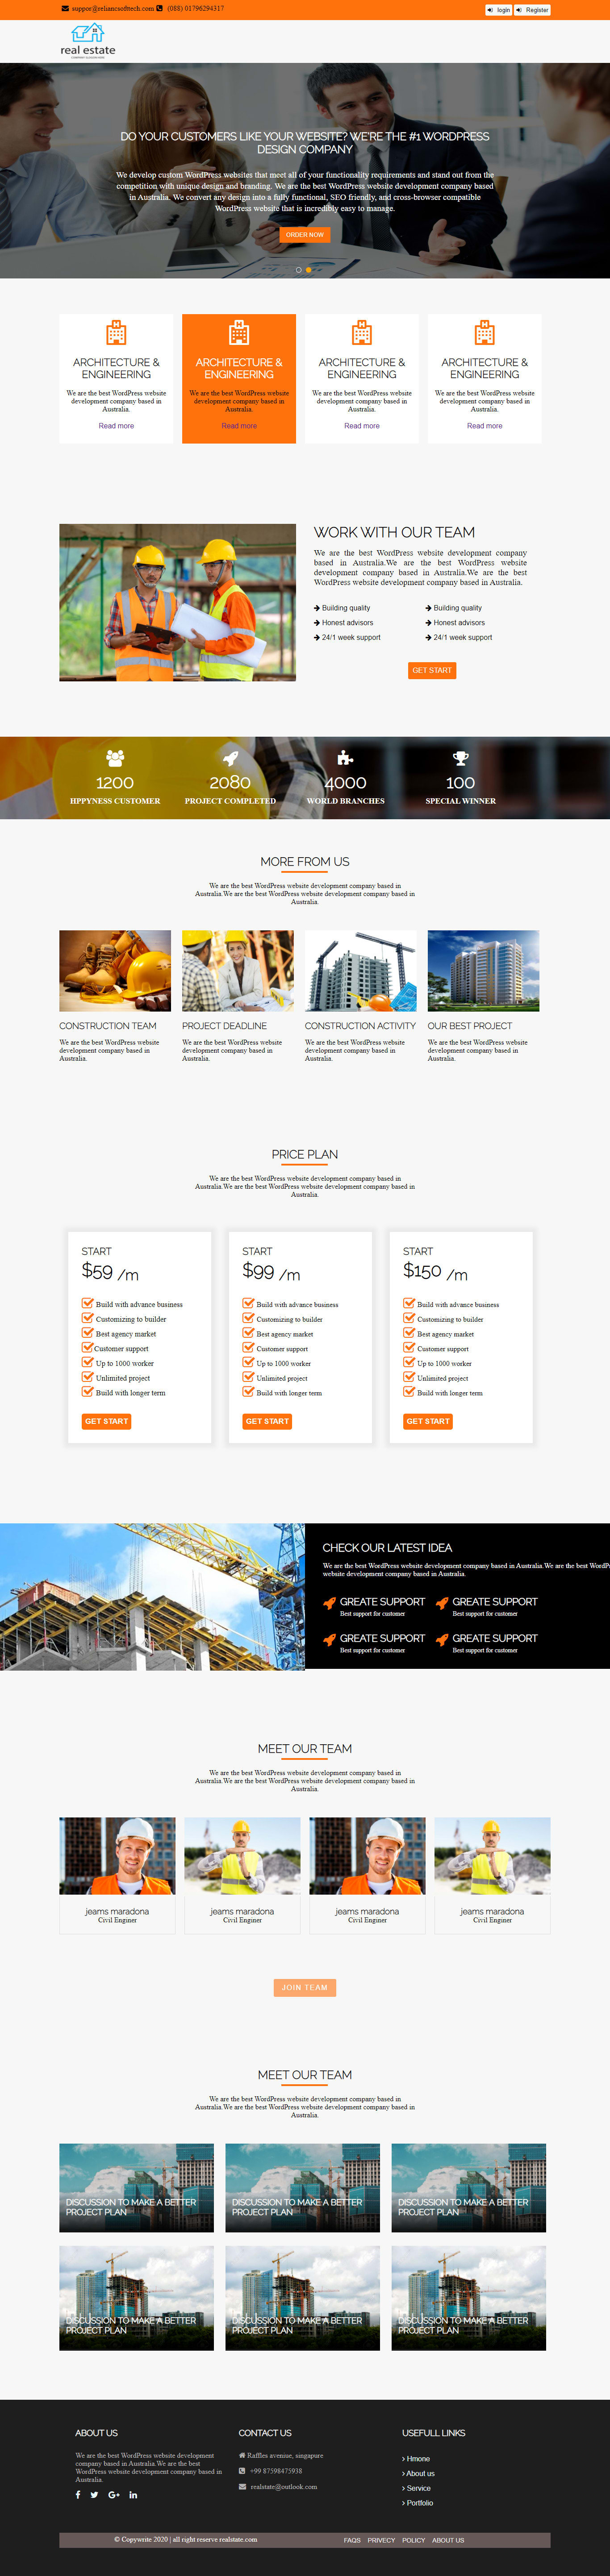 suppor@reliancsofttech.com (088) 01796294317
login Register
real estate
DO YOUR CUSTOMERS LIKE YOUR WEBSITE? WE'RE THE #1 WORDPRESS
DESIGN COMPANY
We develop custom WordPress websites that meet all of your functionality requirements and stand out from the
competition with unique design and branding. We are the best WordPress website development company based
in Australia. We convert any design into a fully functional, SEO friendly, and cross-browser compatible
WordPress website that is incredibly easy to manage.
ORDER NOW
ARCHITECTURE &
ENGINEERING
We are the best WordPress website
development company based in
Australia.
Read more
ARCHITECTURE &
ENGINEERING
We are the best WordPress website
development company based in
Australia.
Read more
ARCHITECTURE &
ENGINEERING
We are the best WordPress website
development company based in
Australia.
Read more
ARCHITECTURE &
ENGINEERING
We are the best WordPress website
development company based in
Australia.
Read more
WORK WITH OUR TEAM
We are the best WordPress website development company
based in Australia.We are the best WordPress website
development company based in Australia.We are the best
WordPress website development company based in Australia.
Building quality
Honest advisors
24/1 week support
Building quality
Honest advisors
24/1 week support
GET START
1200
HPPYNESS CUSTOMER
2080
PROJECT COMPLETED
4000
WORLD BRANCHES
100
SPECIAL WINNER
MORE FROM US
We are the best WordPress website development company based in
Australia.We are the best WordPress website development company based in
Australia.
CONSTRUCTION TEAM
We are the best WordPress website
development company based in
Australia.
PROJECT DEADLINE
We are the best WordPress website
development company based in
Australia.
CONSTRUCTION ACTIVITY
We are the best WordPress website
development company based in
Australia.
OUR BEST PROJECT
We are the best WordPress website
development company based in
Australia.
PRICE PLAN
We are the best WordPress website development company based in
Australia.We are the best WordPress website development company based in
Australia.
START
$59 /m
Build with advance business
Customizing to builder
Best agency market
Customer support
Up to 1000 worker
Unlimited project
Build with longer term
GET START
START
$99 /m
Build with advance business
Customizing to builder
Best agency market
Customer support
Up to 1000 worker
Unlimited project
Build with longer term
GET START
START
$150 /m
Build with advance business
Customizing to builder
Best agency market
Customer support
Up to 1000 worker
Unlimited project
Build with longer term
GET START
CHECK OUR LATEST IDEA
We are the best WordPress website development company based in Australia.We are the best WordPr
website development company based in Australia.
GREATE SUPPORT
Best support for customer
GREATE SUPPORT
Best support for customer
GREATE SUPPORT
Best support for customer
GREATE SUPPORT
Best support for customer
MEET OUR TEAM
We are the best WordPress website development company based in
Australia.We are the best WordPress website development company based in
Australia.
jeams maradona
Civil Enginer
jeams maradona
Civil Enginer
jeams maradona
Civil Enginer
jeams maradona
Civil Enginer
JOIN TEAM
MEET OUR TEAM
We are the best WordPress website development company based in
Australia.We are the best WordPress website development company based in
Australia.
DISCUSSION TO MAKE A BETTER
PROJECT PLAN
DISCUSSION TO MAKE A BETTER
PROJECT PLAN
DISCUSSION TO MAKE A BETTER
PROJECT PLAN
DISCUSSION TO MAKE A BETTER
PROJECT PLAN
DISCUSSION TO MAKE A BETTER
PROJECT PLAN
DISCUSSION TO MAKE A BETTER
PROJECT PLAN
ABOUT US
We are the best WordPress website development
company based in Australia.We are the best
WordPress website development company based in
Australia.
CONTACT US
Raffles aveniue, singapure
+99 87598475938
realstate@outlook.com
USEFULL LINKS
Hmone
About us
Service
Portfolio
© Copywrite 2020 | all right reserve realstate.com
FAQS PRIVECY POLICY ABOUT US